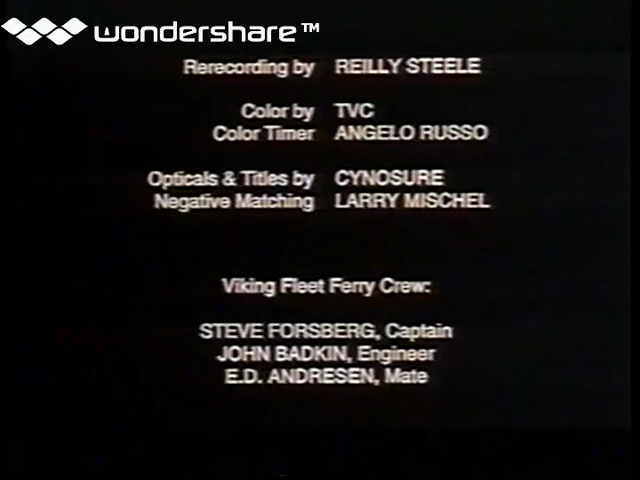 wondershare™
Rerecording by REILLY STEELE
Color by TVC
Color Timer ANGELO RUSSO
Opticals & Titles by CYNOSURE
Negative Matching LARRY MISCHEL
Viking Fleet Ferry Crew:
STEVE FORSBERG, Captain
JOHN BADKIN, Engineer
E.D. ANDRESEN, Mate